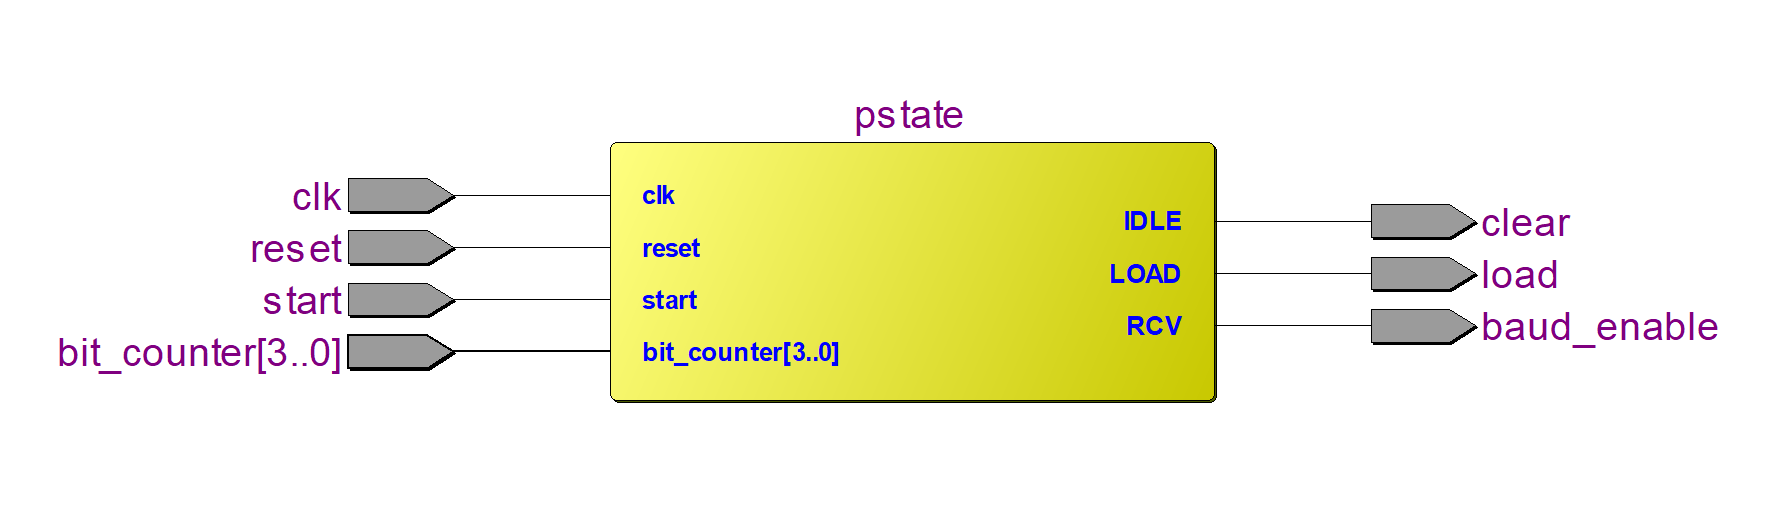 pstate
clk
reset
start
bit_counter[3..0]
clk
reset
start
bit_counter[3..0]
IDLE
LOAD
RCV
clear
load
baud_enable